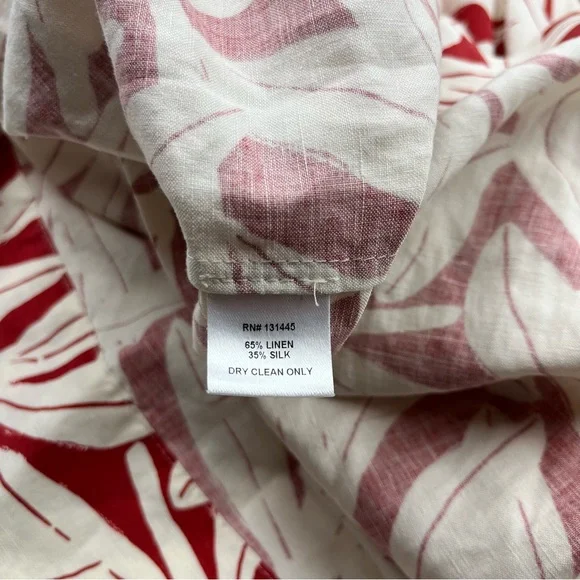 RN# 131445
65% LINEN
35% SILK
DRY CLEAN ONLY